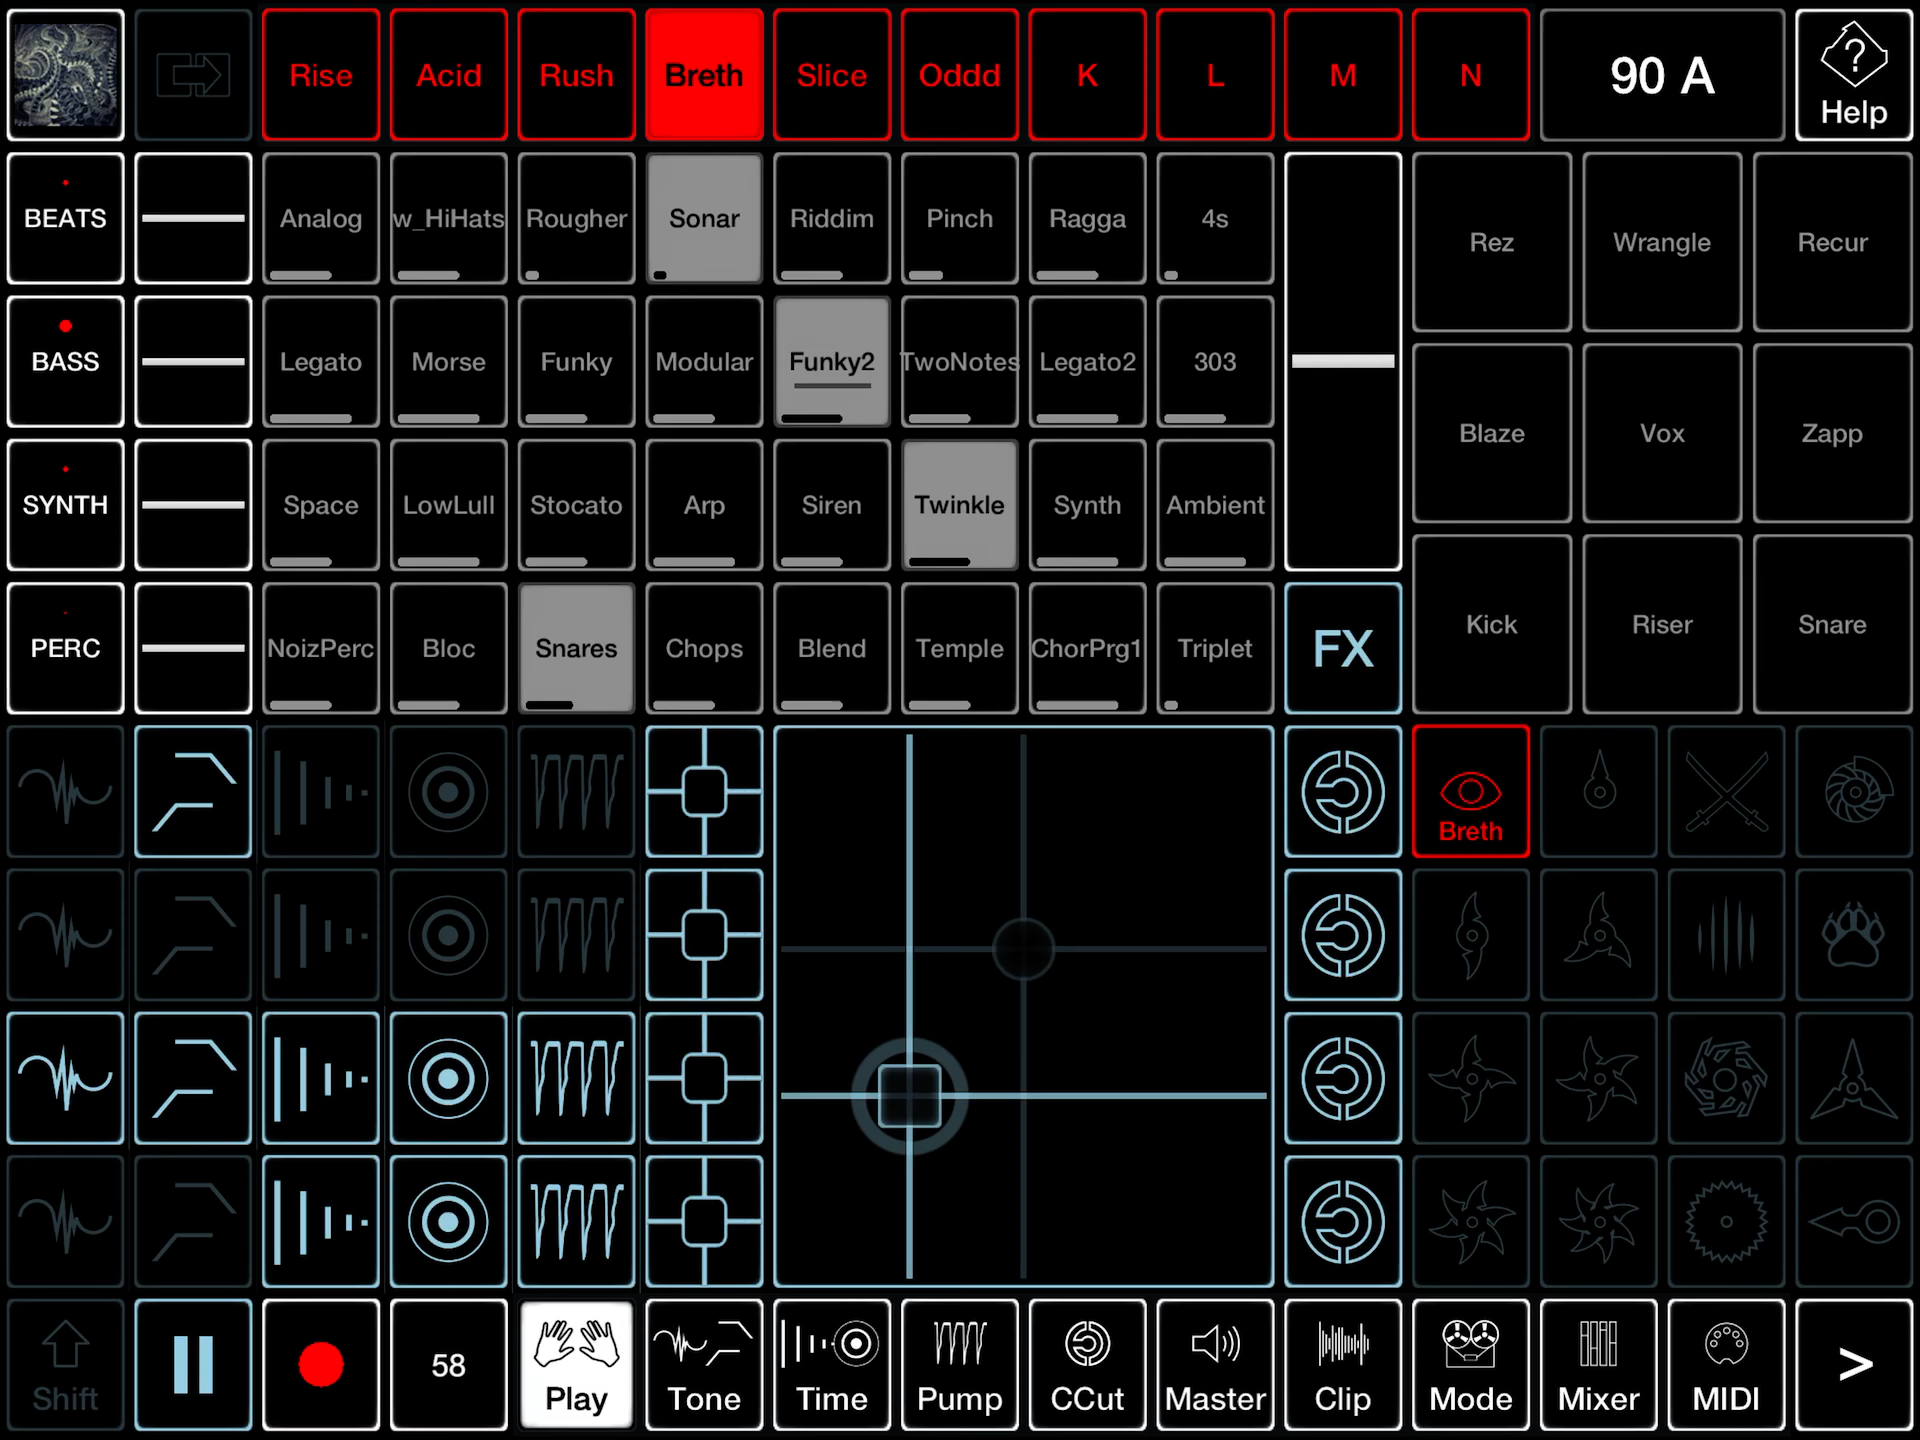 Rise Acid Rush Breth Slice Oddd K L M N 90 A ? Help
BEATS Analog w_HiHats Rougher Sonar Riddim Pinch Ragga 4s
Rez Wrangle Recur
BASS Legato Morse Funky Modular Funky2 TwoNotes Legato2 303
Blaze Vox Zapp
SYNTH Space LowLull Stocato Arp Siren Twinkle Synth Ambient
PERC NoizPerc Bloc Snares Chops Blend Temple ChorPrg1 Triplet FX
Kick Riser Snare
Breth
Shift 58 Play Tone Time Pump CCut Master Clip Mode Mixer MIDI >